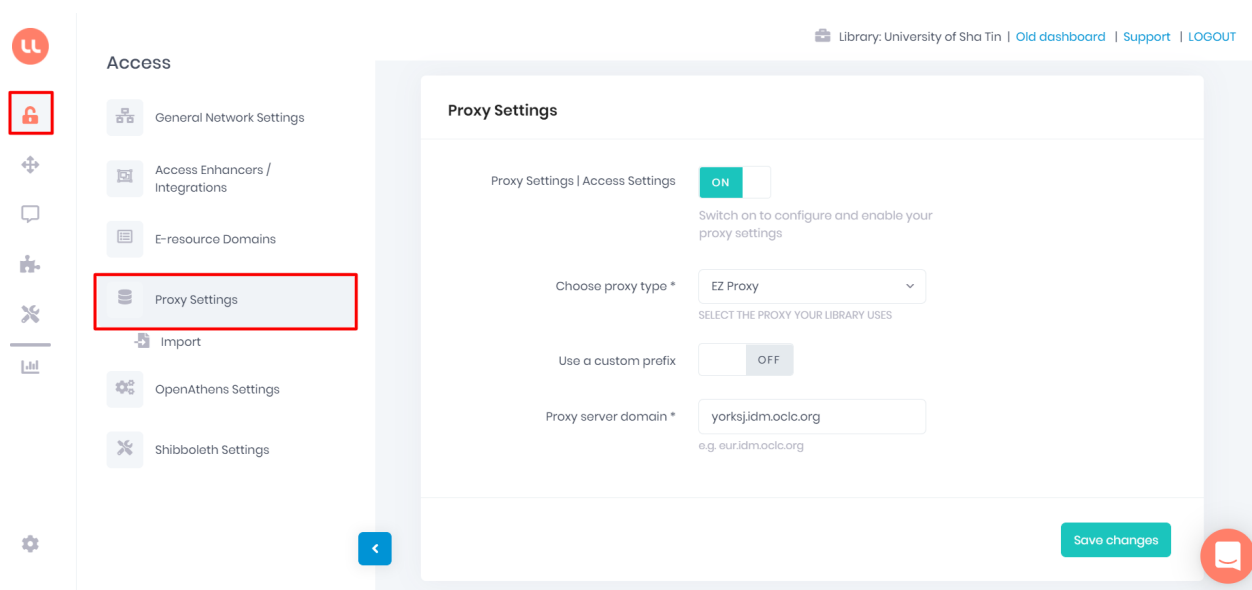 Library: University of Sha Tin | Old dashboard | Support | LOGOUT
Access
General Network Settings
Access Enhancers /
Integrations
E-resource Domains
Proxy Settings
Import
OpenAthens Settings
Shibboleth Settings
Proxy Settings
Proxy Settings | Access Settings
ON
Switch on to configure and enable your
proxy settings
Choose proxy type *
EZ Proxy
SELECT THE PROXY YOUR LIBRARY USES
Use a custom prefix
OFF
Proxy server domain *
yorksj.idm.oclc.org
e.g. eur.idm.oclc.org
Save changes